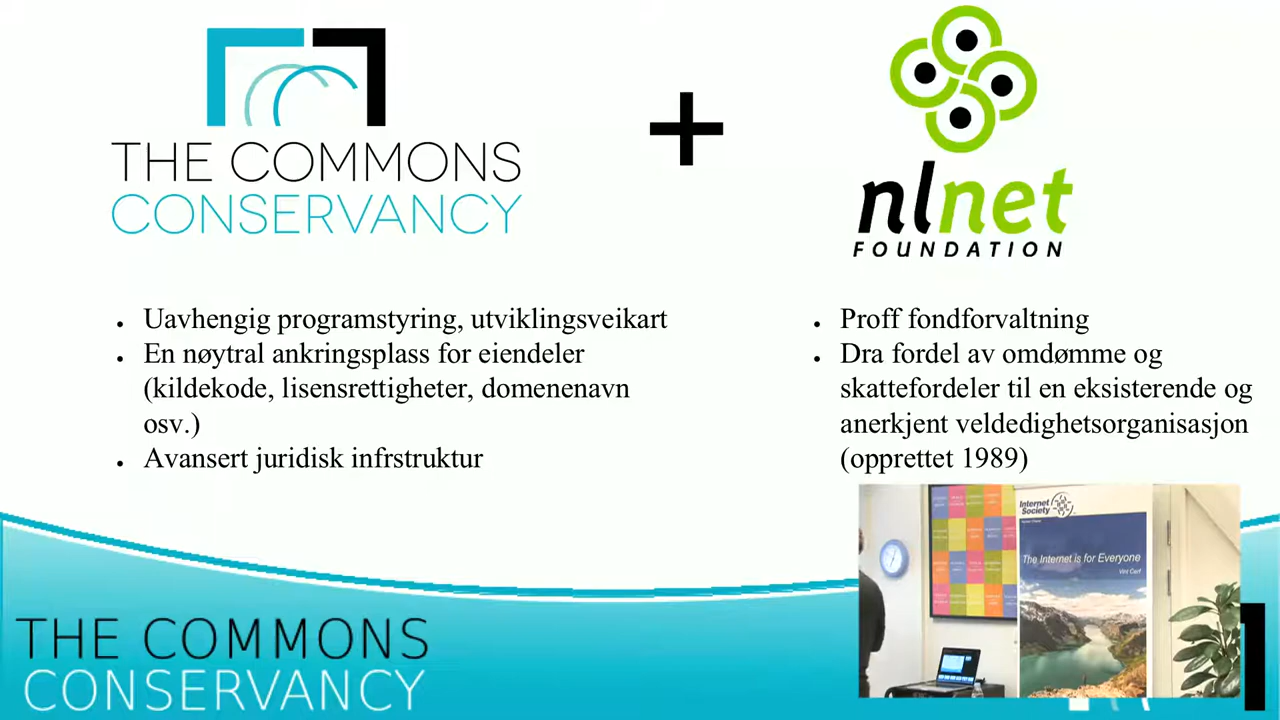 THE COMMONS
CONSERVANCY
+
nlnet
FOUNDATION
Uavhengig programstyring, utviklingsveikart
En nøytral ankringsplass for eiendeler
(kildekode, lisensrettigheter, domenenavn
osv.)
Avansert juridisk infrstruktur
Proff fondforvaltning
Dra fordel av omdømme og
skattefordeler til en eksisterende og
anerkjent veldedighetsorganisasjon
(opprettet 1989)
Internet
Society
The Internet is for Everyone
Vint Cerf
THE COMMONS
CONSERVANCY